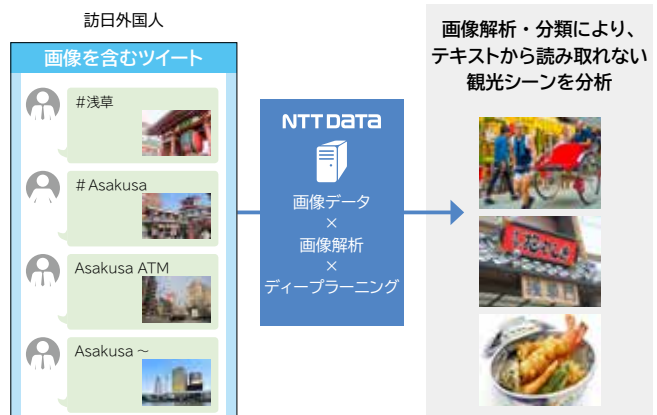 訪日外国人
画像を含むツイート
#浅草
#Asakusa
Asakusa ATM
Asakusa ~
NTT DATA
画像データ
×
画像解析
×
ディープラーニング
画像解析・分類により、
テキストから読み取れない
観光シーンを分析